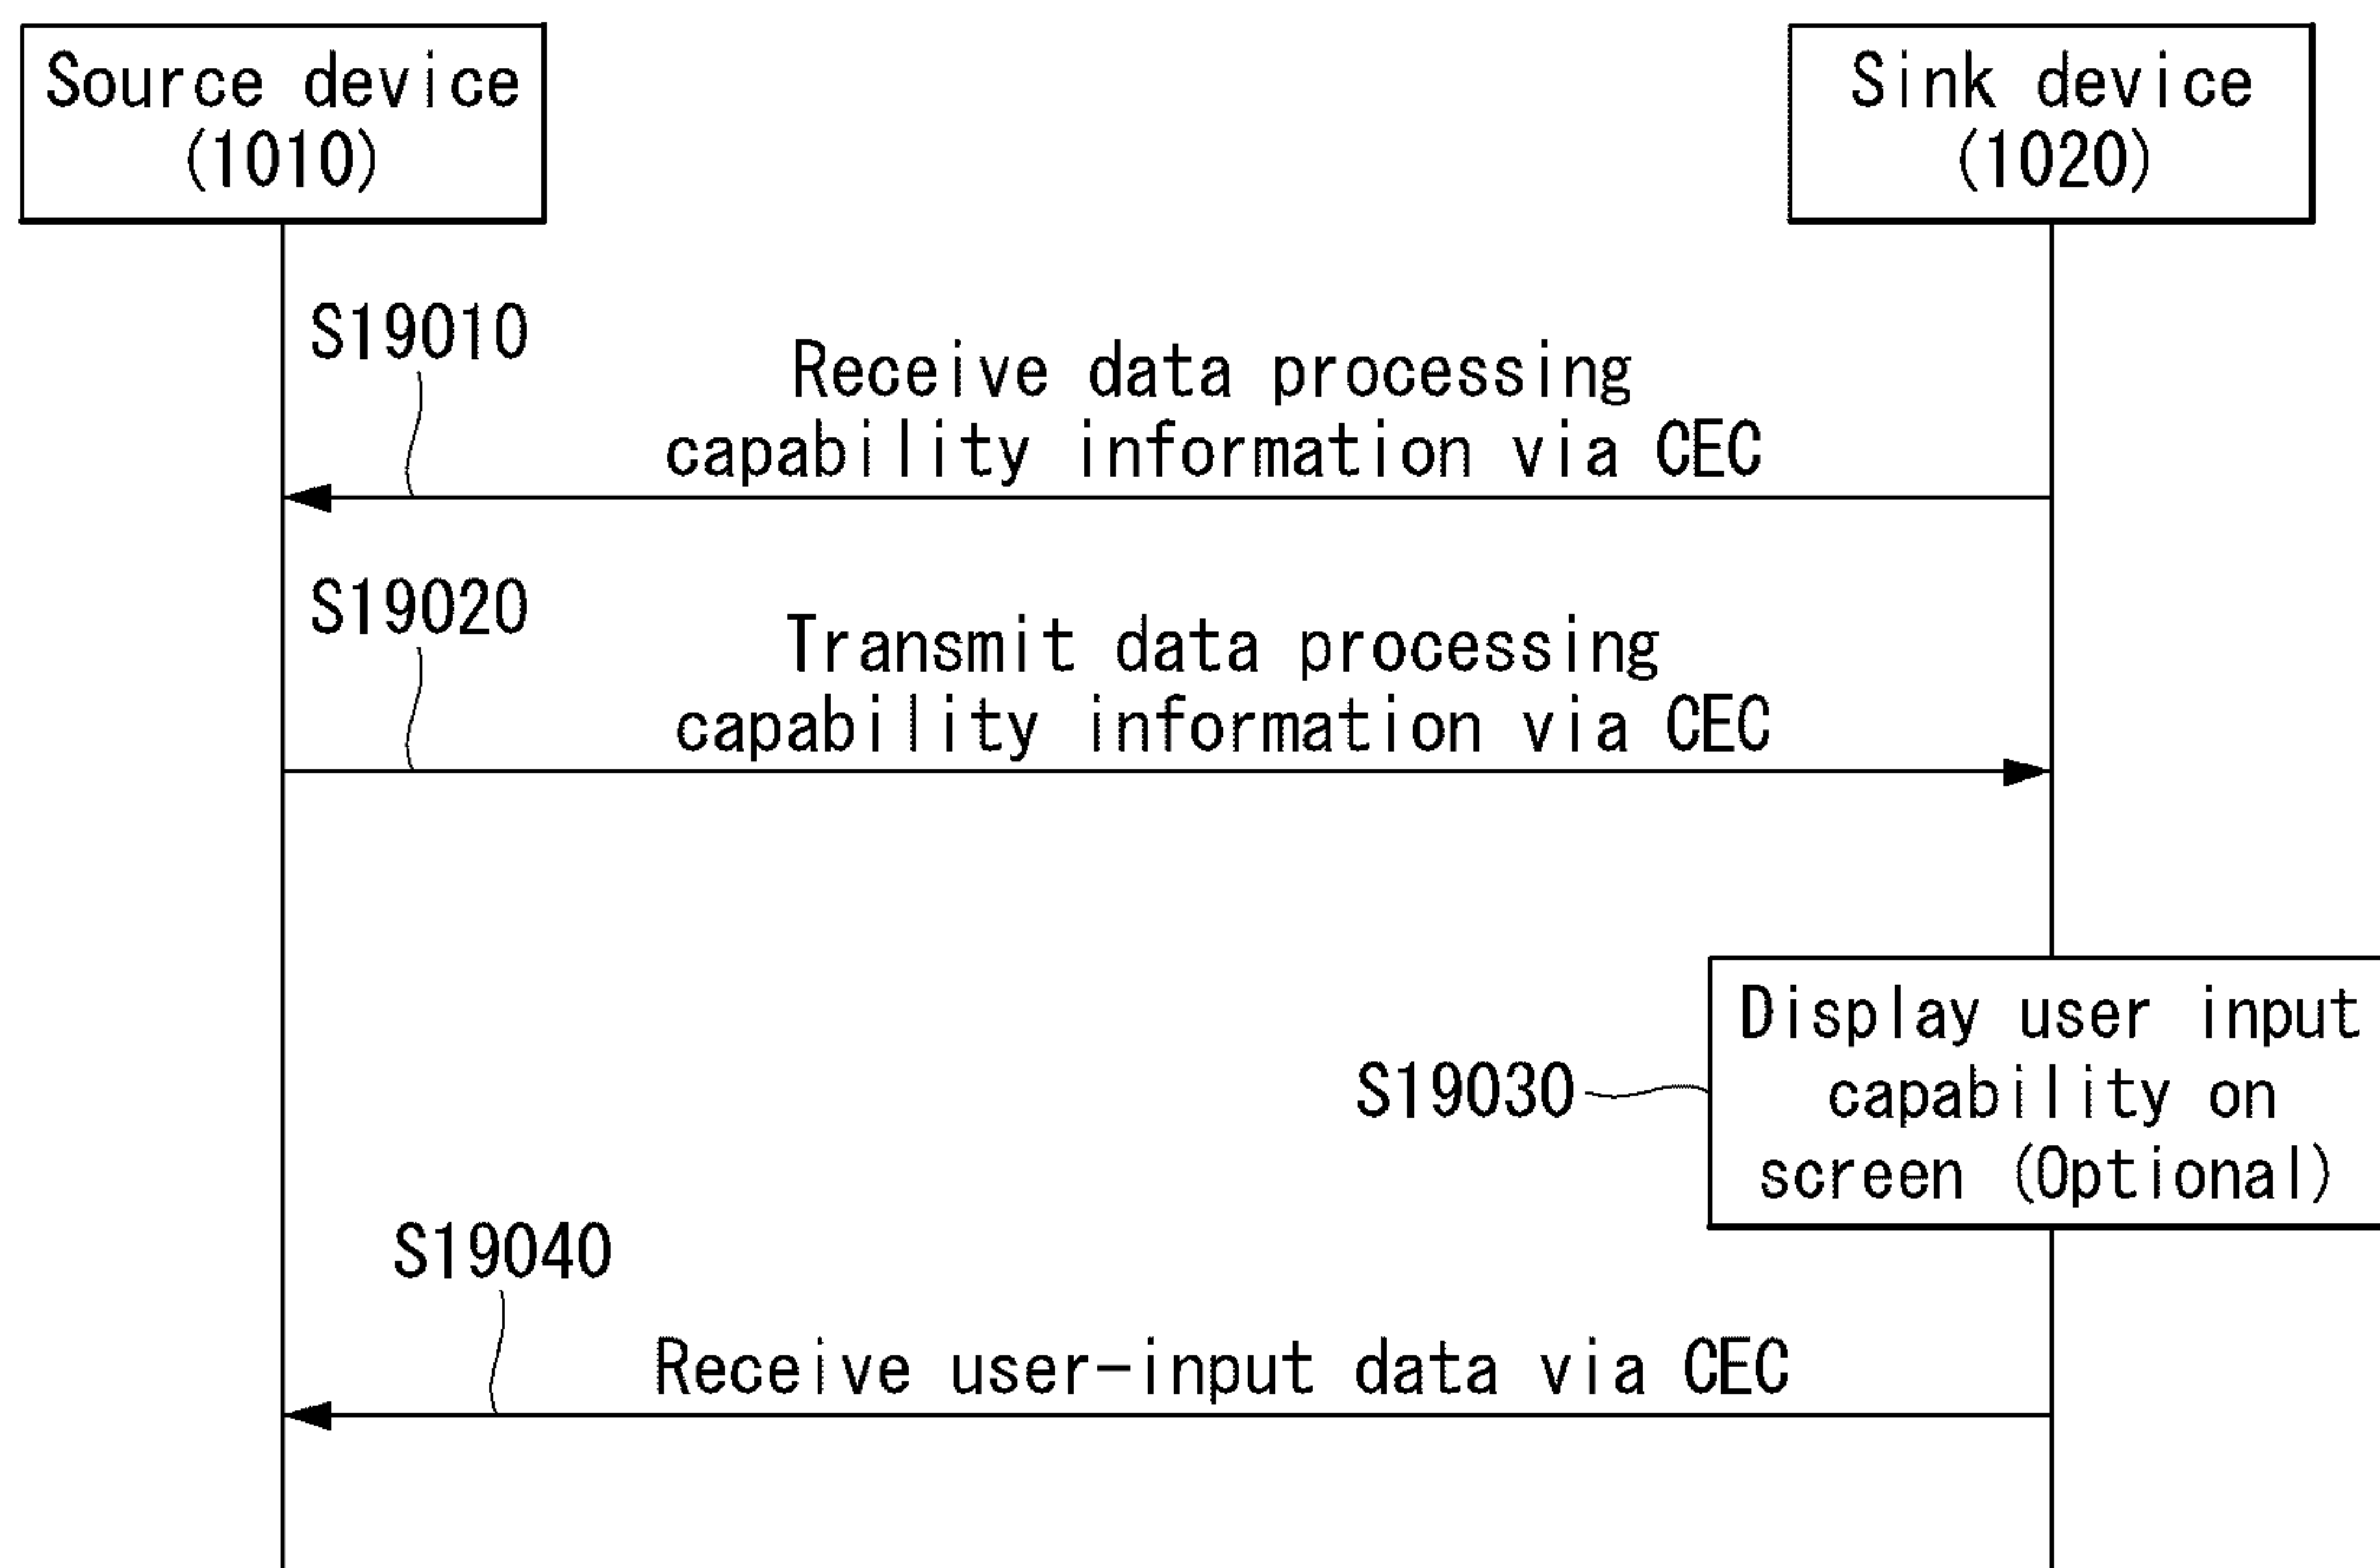 Source device
(1010)
Sink device
(1020)
S19010
Receive data processing
capability information via CEC
S19020
Transmit data processing
capability information via CEC
Display user input
capability on
screen (Optional)
S19030
S19040
Receive user-input data via CEC